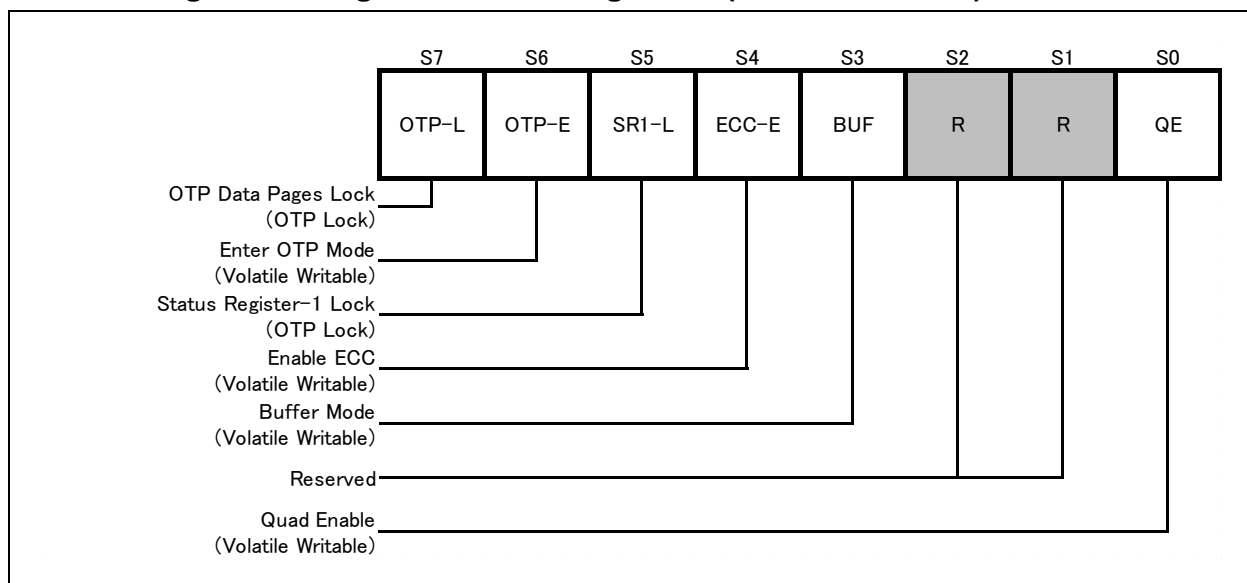 S7 S6 S5 S4 S3 S2 S1 S0
OTP-L OTP-E SR1-L ECC-E BUF R R QE
OTP Data Pages Lock
(OTP Lock)
Enter OTP Mode
(Volatile Writable)
Status Register-1 Lock
(OTP Lock)
Enable ECC
(Volatile Writable)
Buffer Mode
(Volatile Writable)
Reserved
Quad Enable
(Volatile Writable)